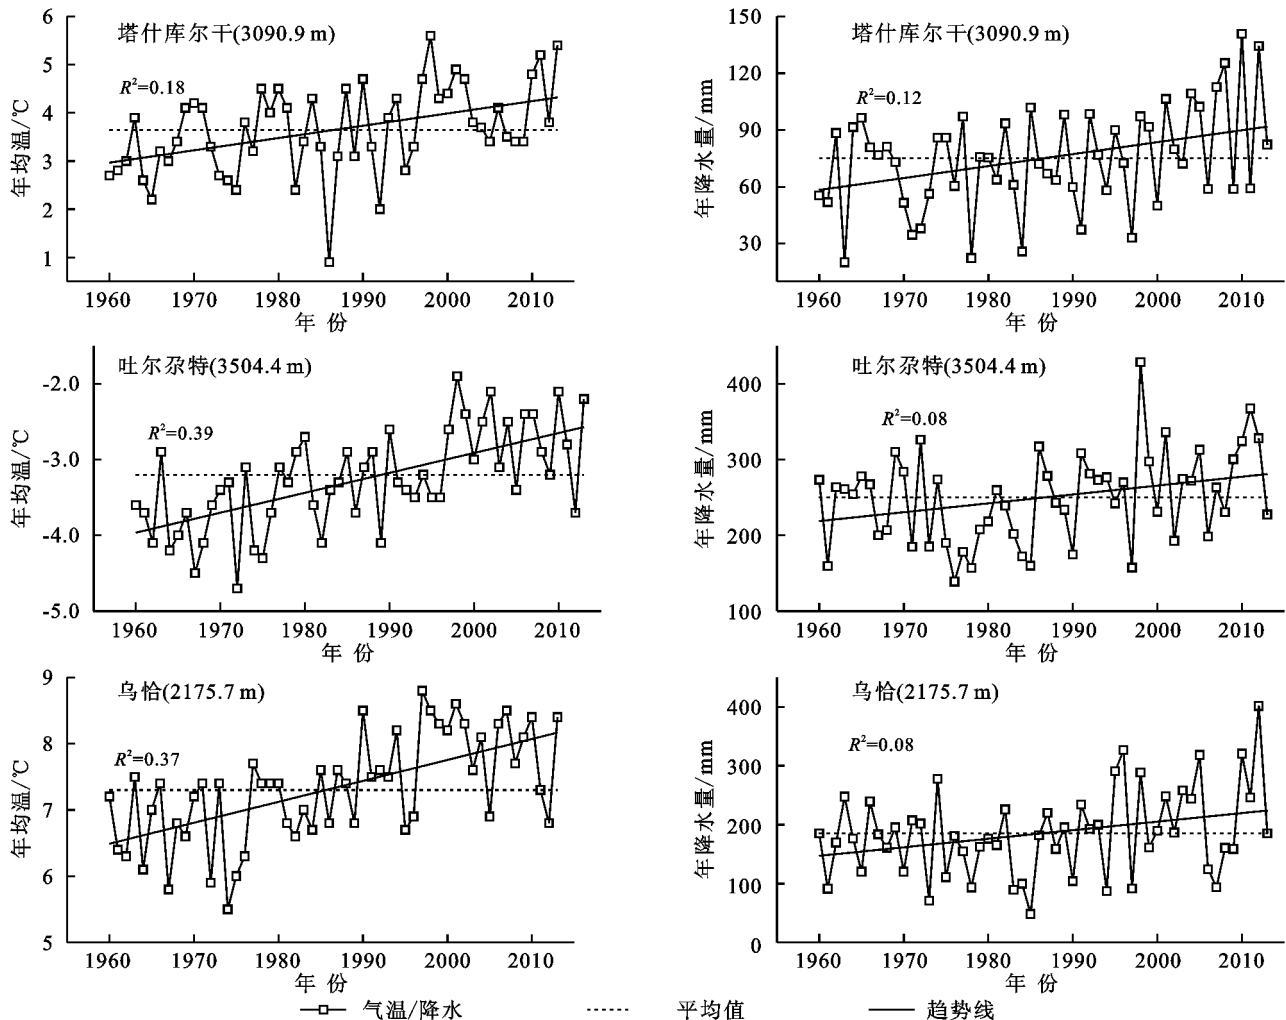 塔什库尔干(3090.9 m)
R²=0.18
年均温/℃
6
5
4
3
2
1
1960 1970 1980 1990 2000 2010
年 份
塔什库尔干(3090.9 m)
R²=0.12
年降水量/mm
150
120
90
60
30
1960 1970 1980 1990 2000 2010
年 份
吐尔尕特(3504.4 m)
R²=0.39
年均温/℃
-2.0
-3.0
-4.0
-5.0
1960 1970 1980 1990 2000 2010
年 份
吐尔尕特(3504.4 m)
R²=0.08
年降水量/mm
400
300
200
100
1960 1970 1980 1990 2000 2010
年 份
乌恰(2175.7 m)
R²=0.37
年均温/℃
9
8
7
6
5
1960 1970 1980 1990 2000 2010
年 份
乌恰(2175.7 m)
R²=0.08
年降水量/mm
400
300
200
100
0
1960 1970 1980 1990 2000 2010
年 份
气温/降水 平均值 趋势线